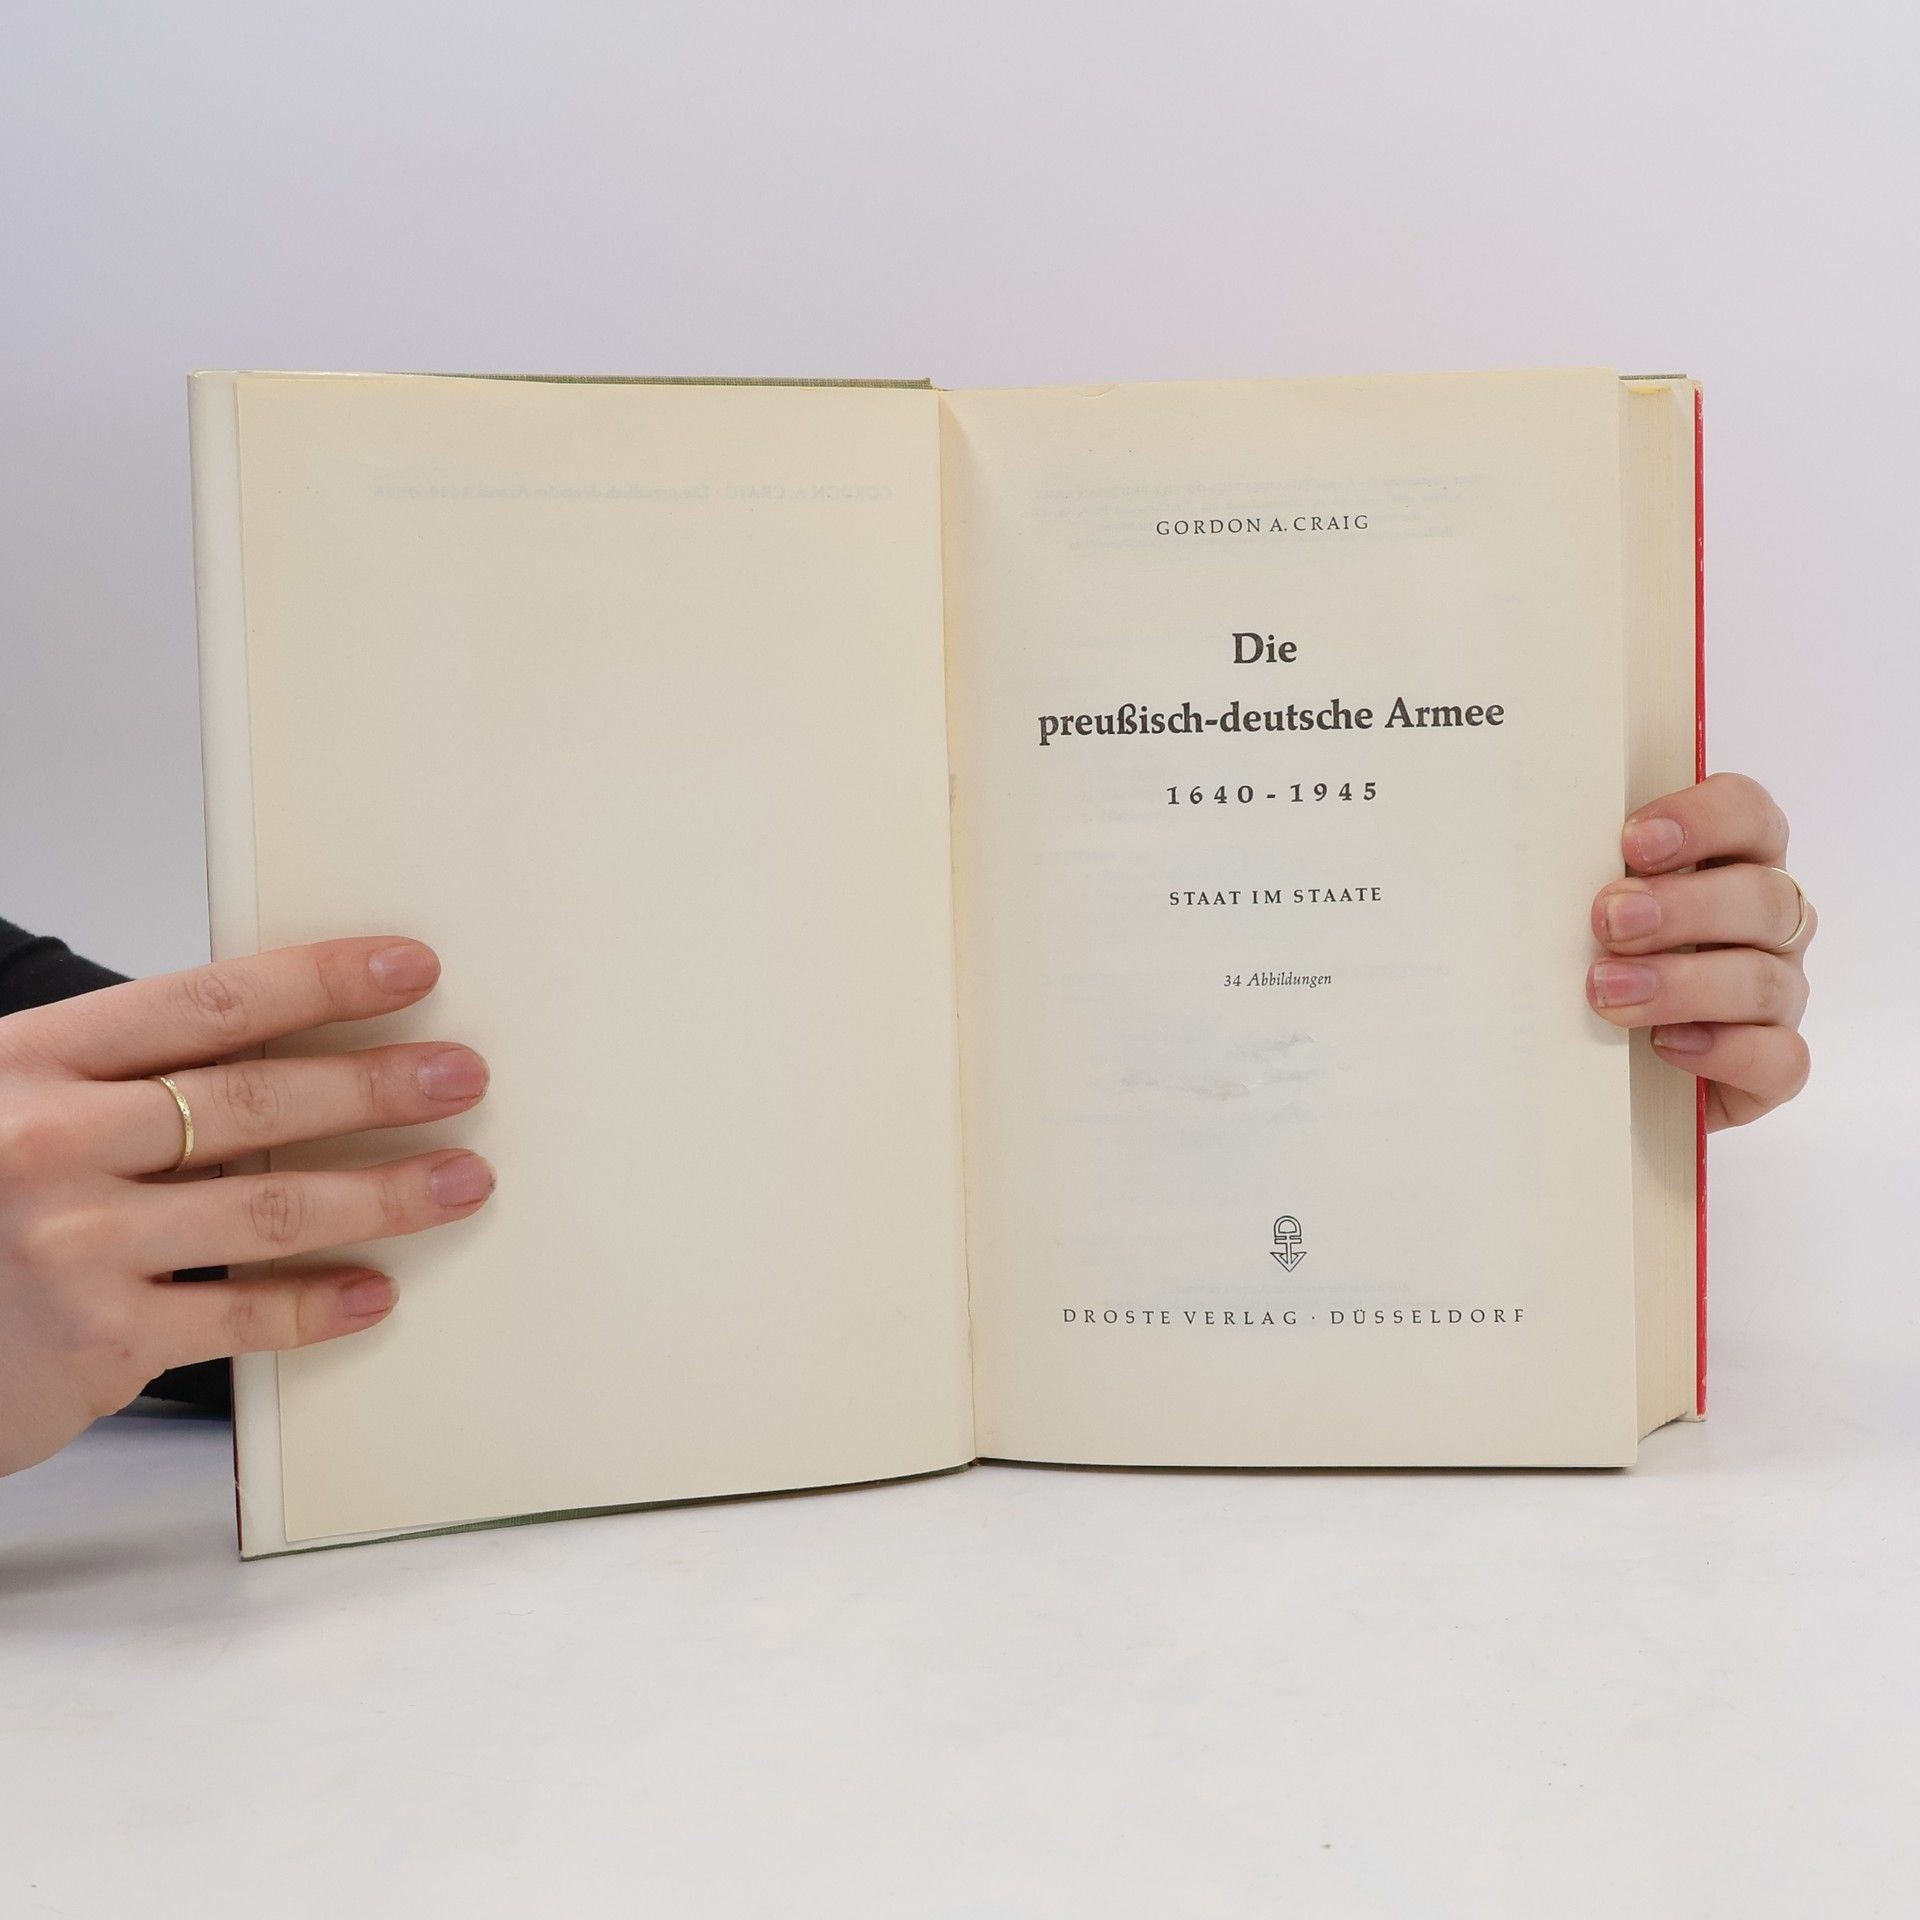 GORDON A. CRAIG
Die
preußisch-deutsche Armee
1640-1945
STAAT IM STAATE
34 Abbildungen
DROSTE VERLAG · DÜSSELDORF